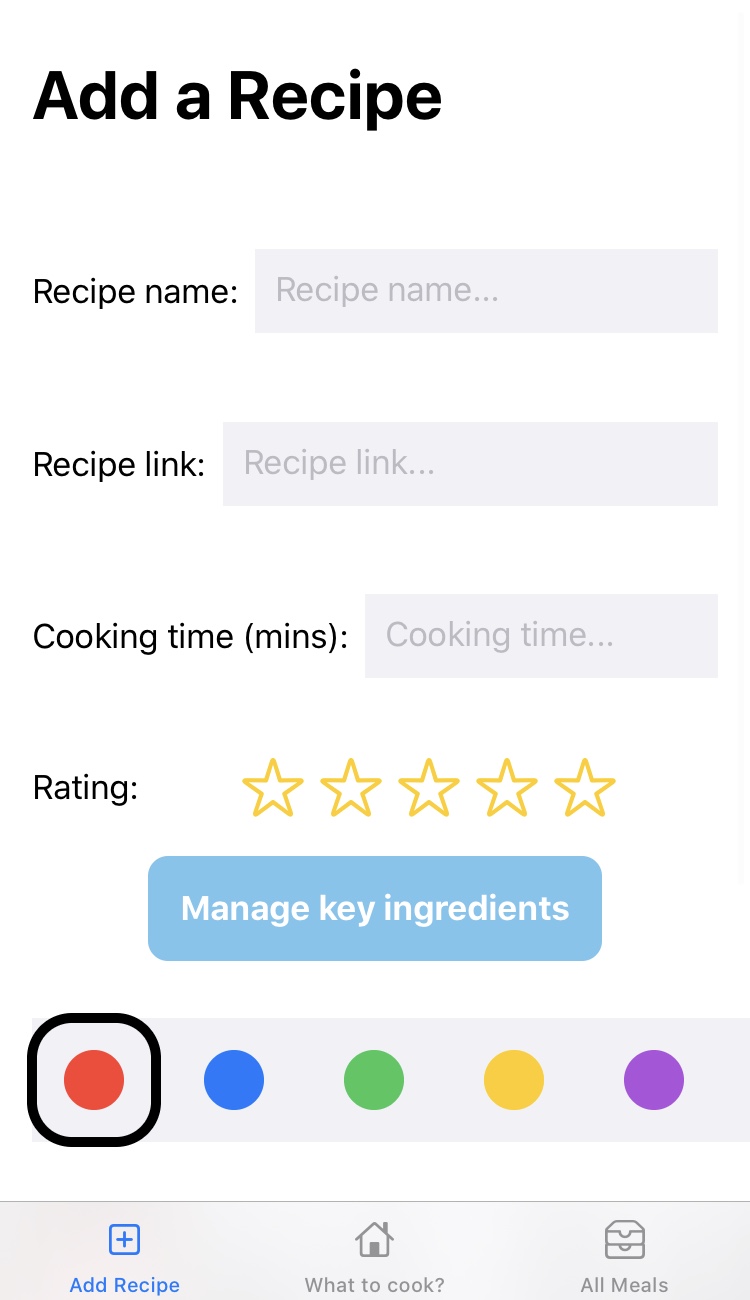 Add a Recipe
Recipe name: Recipe name...
Recipe link: Recipe link...
Cooking time (mins): Cooking time...
Rating:
Manage key ingredients
Add Recipe What to cook? All Meals